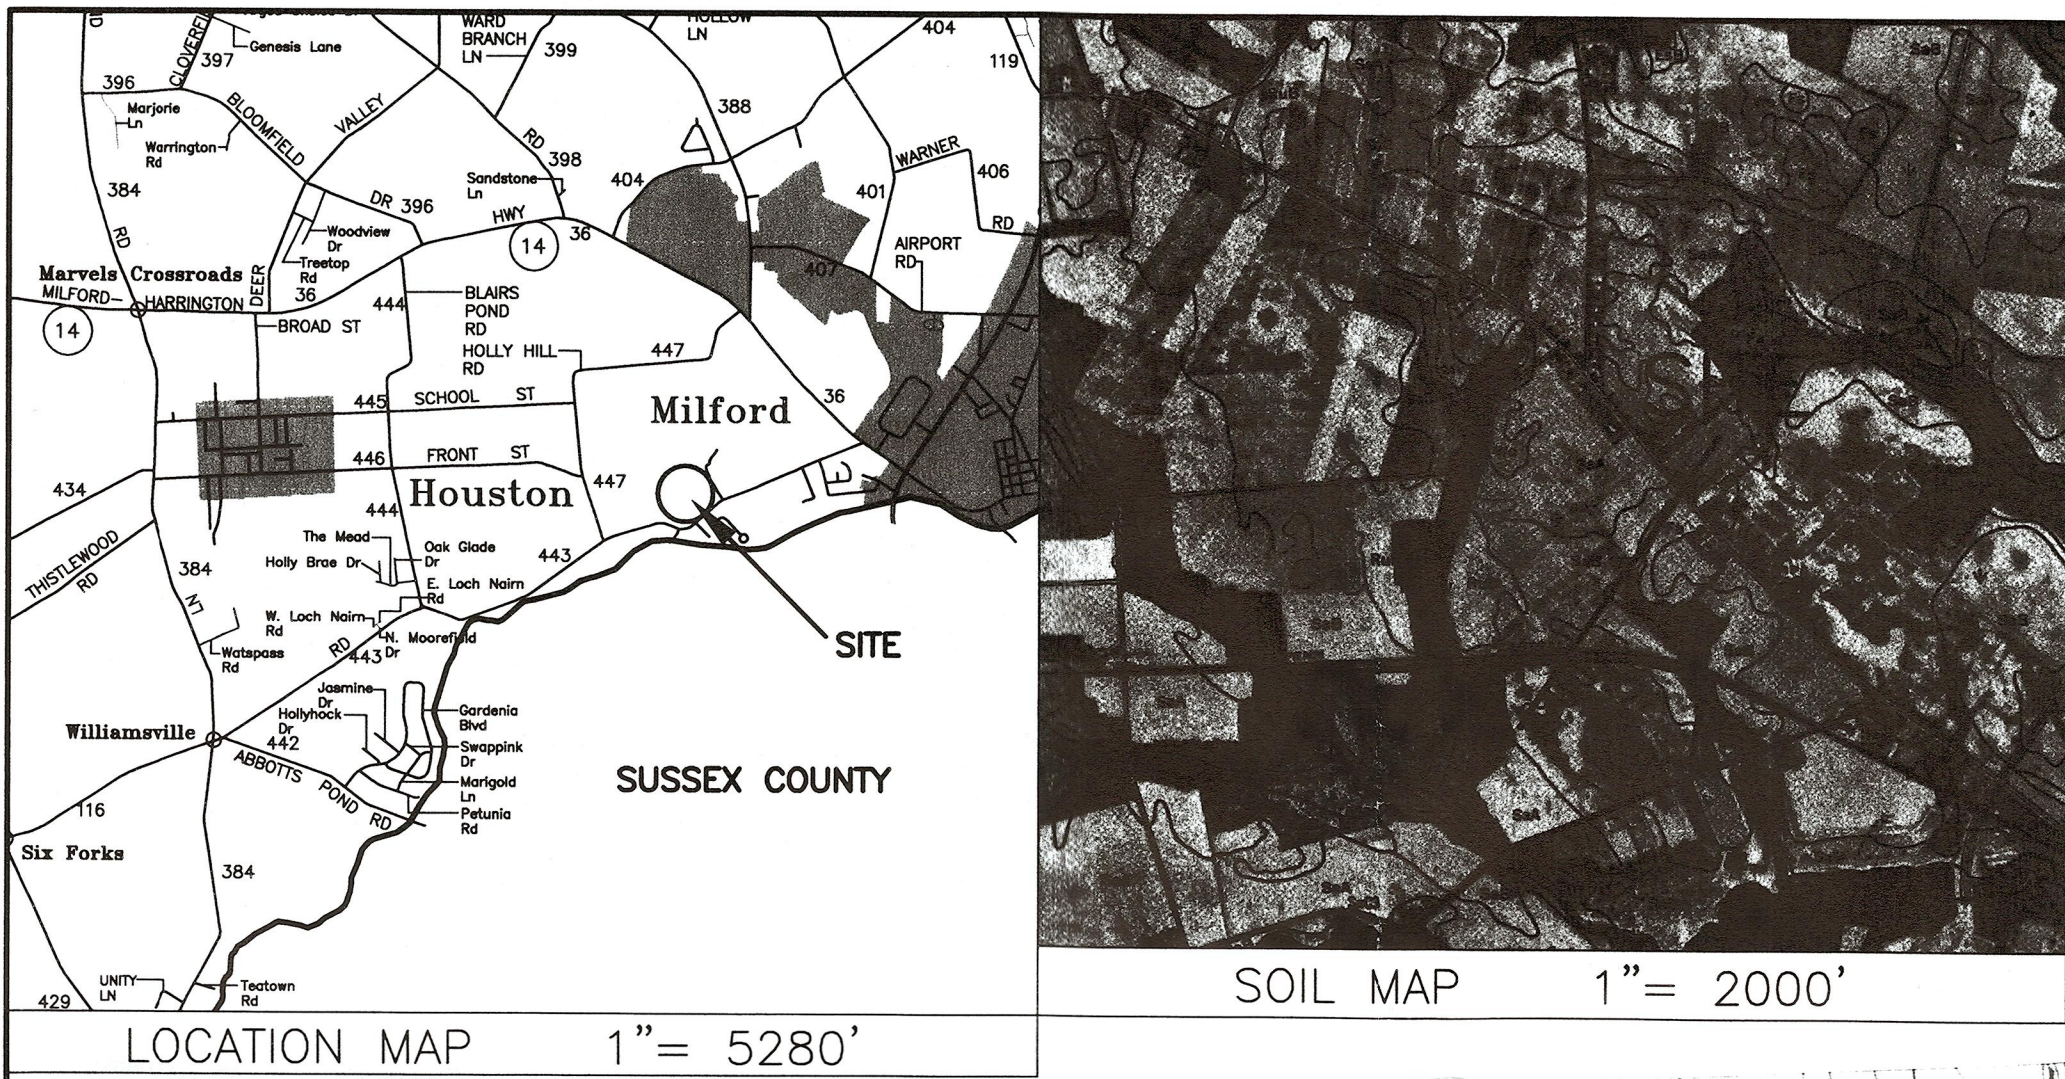 WARD
BRANCH
LN
399
HOLLOW
LN
404
119
Genesis Lane
397
396
Marjorie
Ln
BLOOMFIELD
VALLEY
388
Warrington
Rd
RD
398
WARNER
406
384
Sandstone
Ln
404
401
DR 396
HWY
14
36
RD
RD
Woodview
Dr
AIRPORT
RD
Treetop
Rd
407
Marvels Crossroads
MILFORD-
HARRINGTON
DEER
36
14
444
BLAIRS
POND
RD
BROAD ST
HOLLY HILL
RD
447
445
SCHOOL ST
Milford
36
446
FRONT ST
434
447
Houston
444
The Mead
Oak Glade
Dr
443
Holly Brae Dr
THISTLEWOOD
RD
384
LN
E. Loch Nairn
Rd
W. Loch Nairn
Rd
N. Moorefield
Dr
SITE
Watspass
Rd
RD
443
Jasmine
Dr
Hollyhock
Dr
Gardenia
Blvd
Williamsville
442
Swappink
Dr
ABBOTTS POND RD
SUSSEX COUNTY
Marigold
Ln
Petunia
Rd
116
Six Forks
384
UNITY
LN
Teatown
Rd
429
LOCATION MAP 1"= 5280'
SaA
SOIL MAP 1"= 2000'